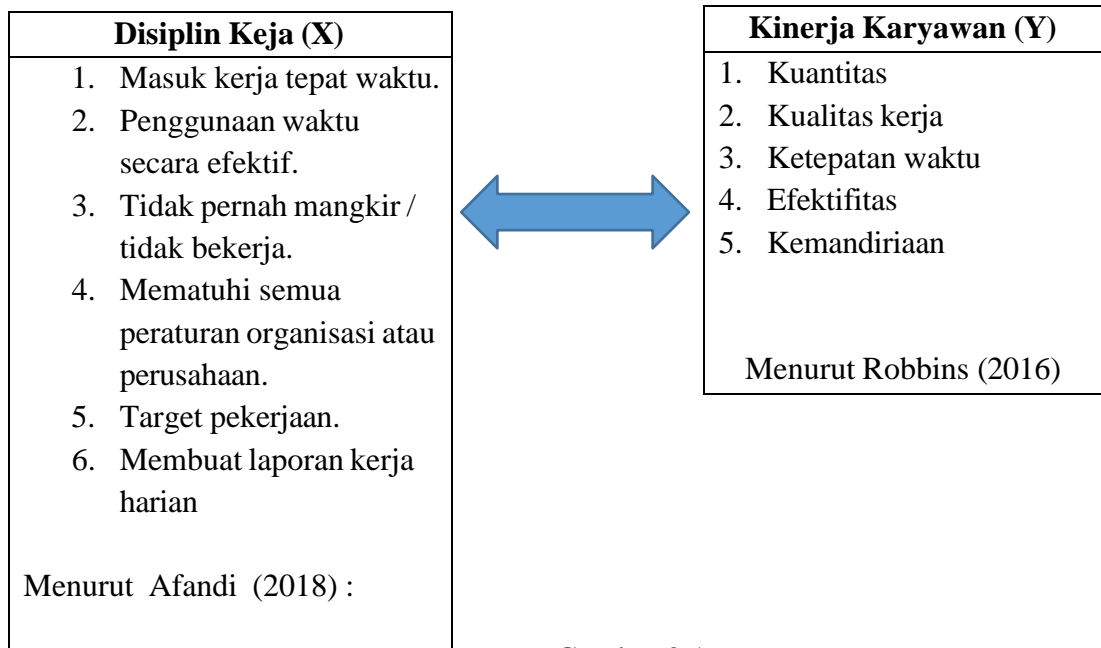 Disiplin Keja (X)
1. Masuk kerja tepat waktu.
2. Penggunaan waktu
secara efektif.
3. Tidak pernah mangkir /
tidak bekerja.
4. Mematuhi semua
peraturan organisasi atau
perusahaan.
5. Target pekerjaan.
6. Membuat laporan kerja
harian
Menurut Afandi (2018) :
Kinerja Karyawan (Y)
1. Kuantitas
2. Kualitas kerja
3. Ketepatan waktu
4. Efektifitas
5. Kemandiriaan
Menurut Robbins (2016)